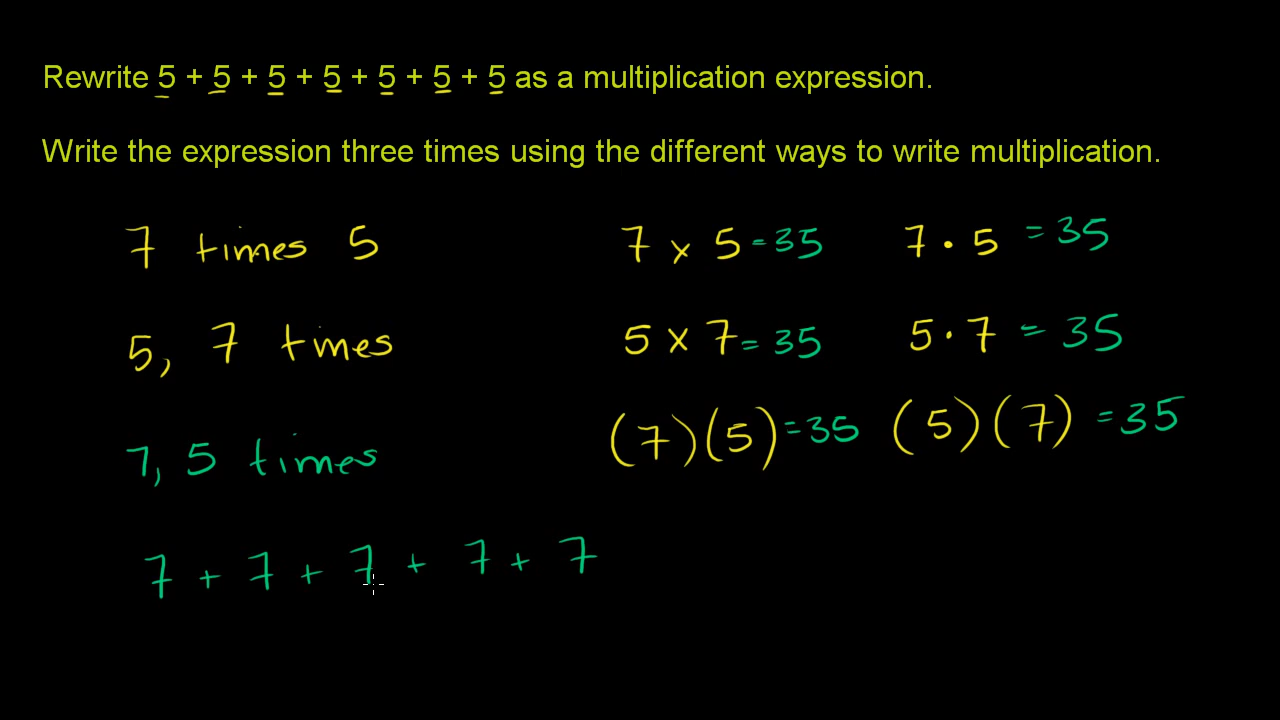 Rewrite 5 + 5 + 5 + 5 + 5 + 5 + 5 as a multiplication expression.
Write the expression three times using the different ways to write multiplication.
7 times 5
7 x 5 = 35
7 · 5 = 35
5, 7 times
5 x 7 = 35
5 · 7 = 35
(7)(5) = 35
(5)(7) = 35
7, 5 times
7 + 7 + 7 + 7 + 7